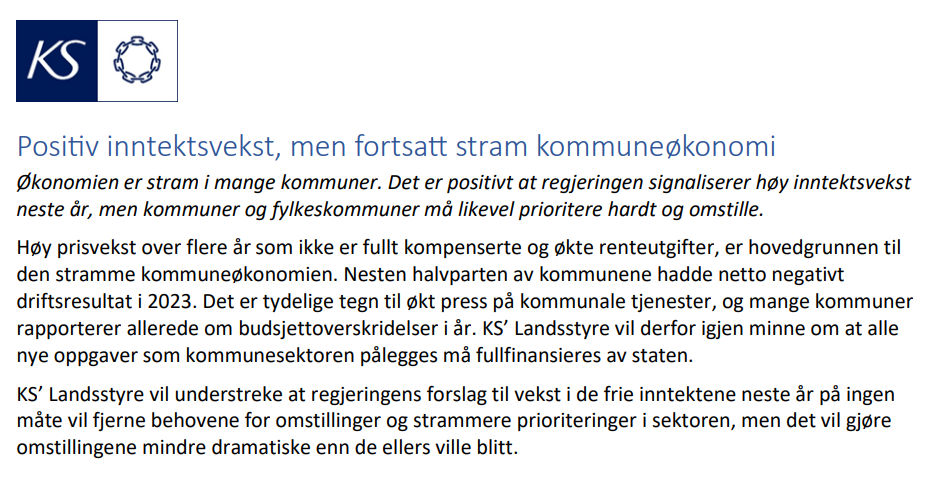 KS
Positiv inntektsvekst, men fortsatt stram kommuneøkonomi
Økonomien er stram i mange kommuner. Det er positivt at regjeringen signaliserer høy inntektsvekst
neste år, men kommuner og fylkeskommuner må likevel prioritere hardt og omstille.
Høy prisvekst over flere år som ikke er fullt kompenserte og økte renteutgifter, er hovedgrunnen til
den stramme kommuneøkonomien. Nesten halvparten av kommunene hadde netto negativt
driftsresultat i 2023. Det er tydelige tegn til økt press på kommunale tjenester, og mange kommuner
rapporterer allerede om budsjettoverskridelser i år. KS’ Landsstyre vil derfor igjen minne om at alle
nye oppgaver som kommunesektoren pålegges må fullfinansieres av staten.
KS’ Landsstyre vil understreke at regjeringens forslag til vekst i de frie inntektene neste år på ingen
måte vil fjerne behovene for omstillinger og strammere prioriteringer i sektoren, men det vil gjøre
omstillingene mindre dramatiske enn de ellers ville blitt.